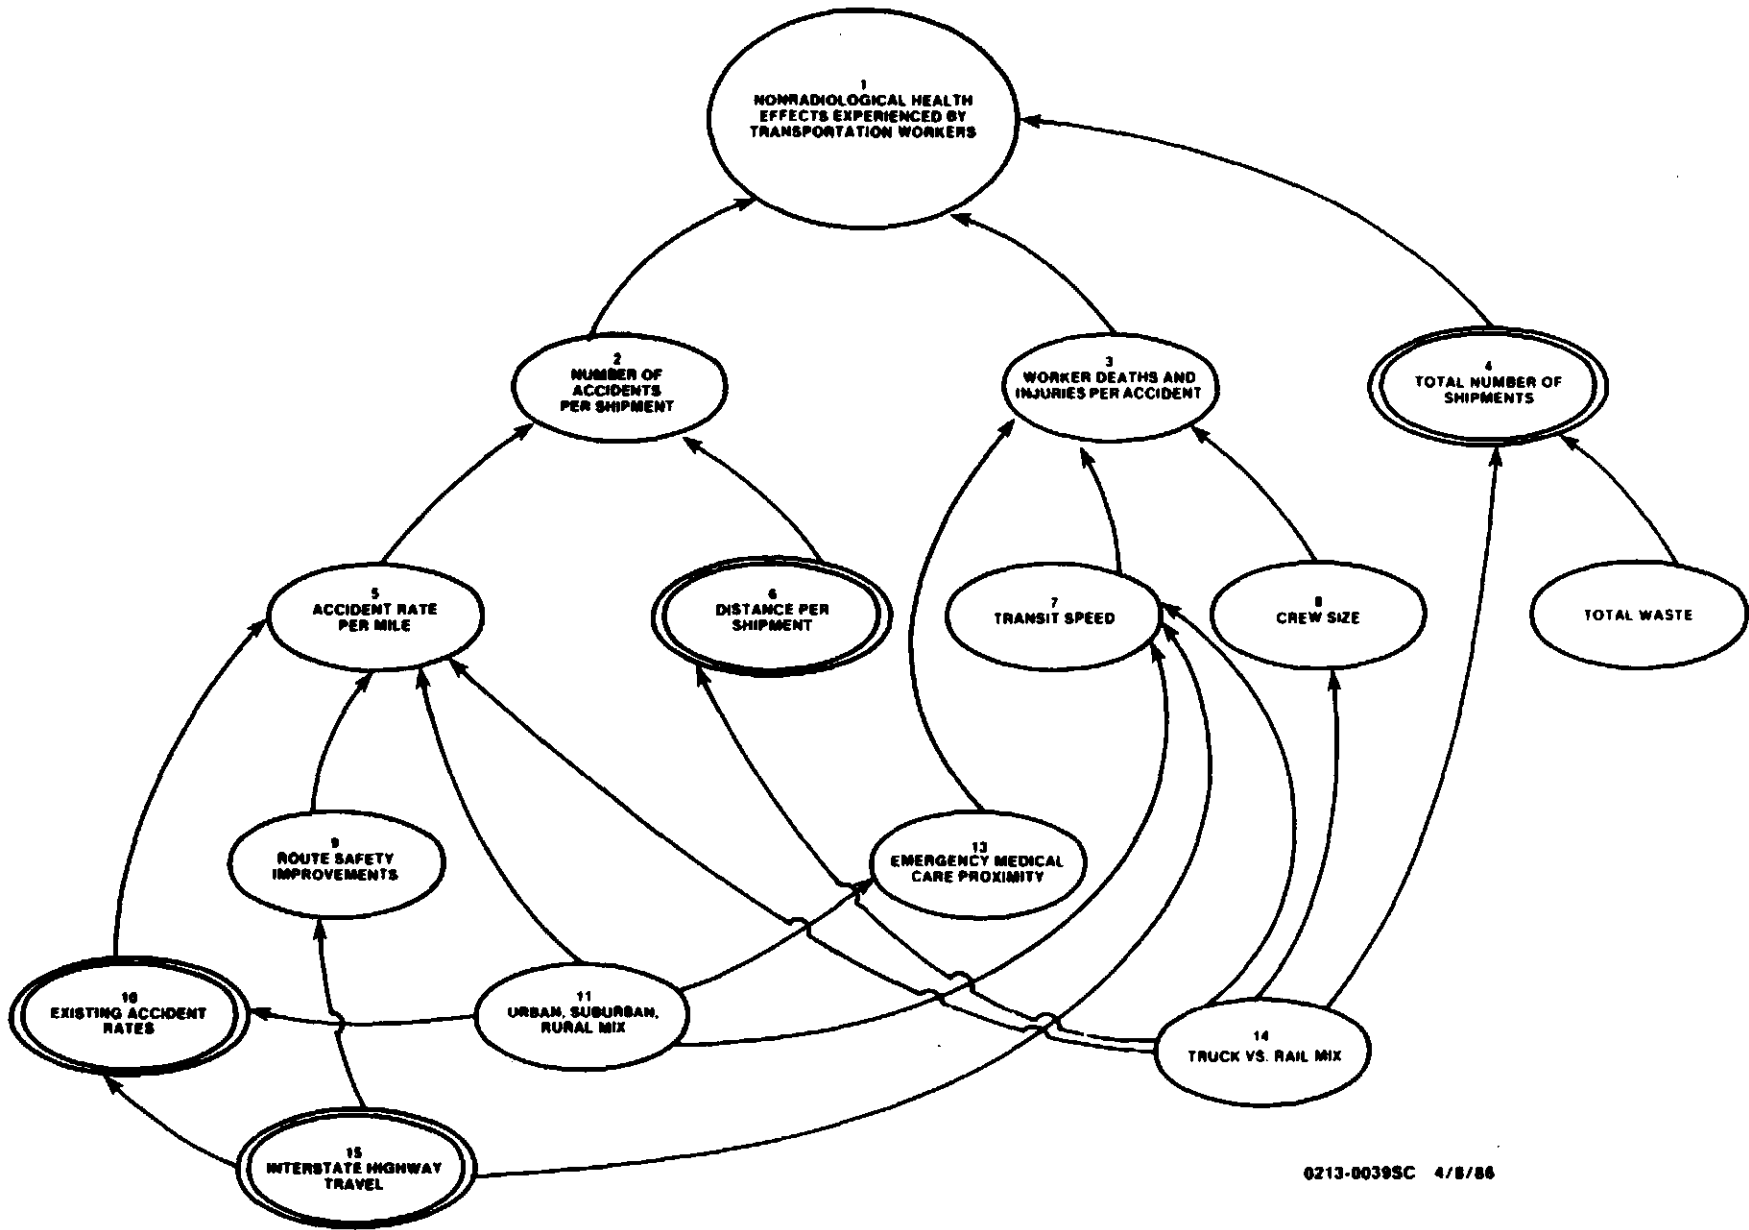 1
NONRADIOLOGICAL HEALTH
EFFECTS EXPERIENCED BY
TRANSPORTATION WORKERS
2
NUMBER OF
ACCIDENTS
PER SHIPMENT
3
WORKER DEATHS AND
INJURIES PER ACCIDENT
4
TOTAL NUMBER OF
SHIPMENTS
5
ACCIDENT RATE
PER MILE
6
DISTANCE PER
SHIPMENT
7
TRANSIT SPEED
8
CREW SIZE
TOTAL WASTE
9
ROUTE SAFETY
IMPROVEMENTS
13
EMERGENCY MEDICAL
CARE PROXIMITY
10
EXISTING ACCIDENT
RATES
11
URBAN, SUBURBAN,
RURAL MIX
14
TRUCK VS. RAIL MIX
15
INTERSTATE HIGHWAY
TRAVEL
0213-0039SC 4/8/86